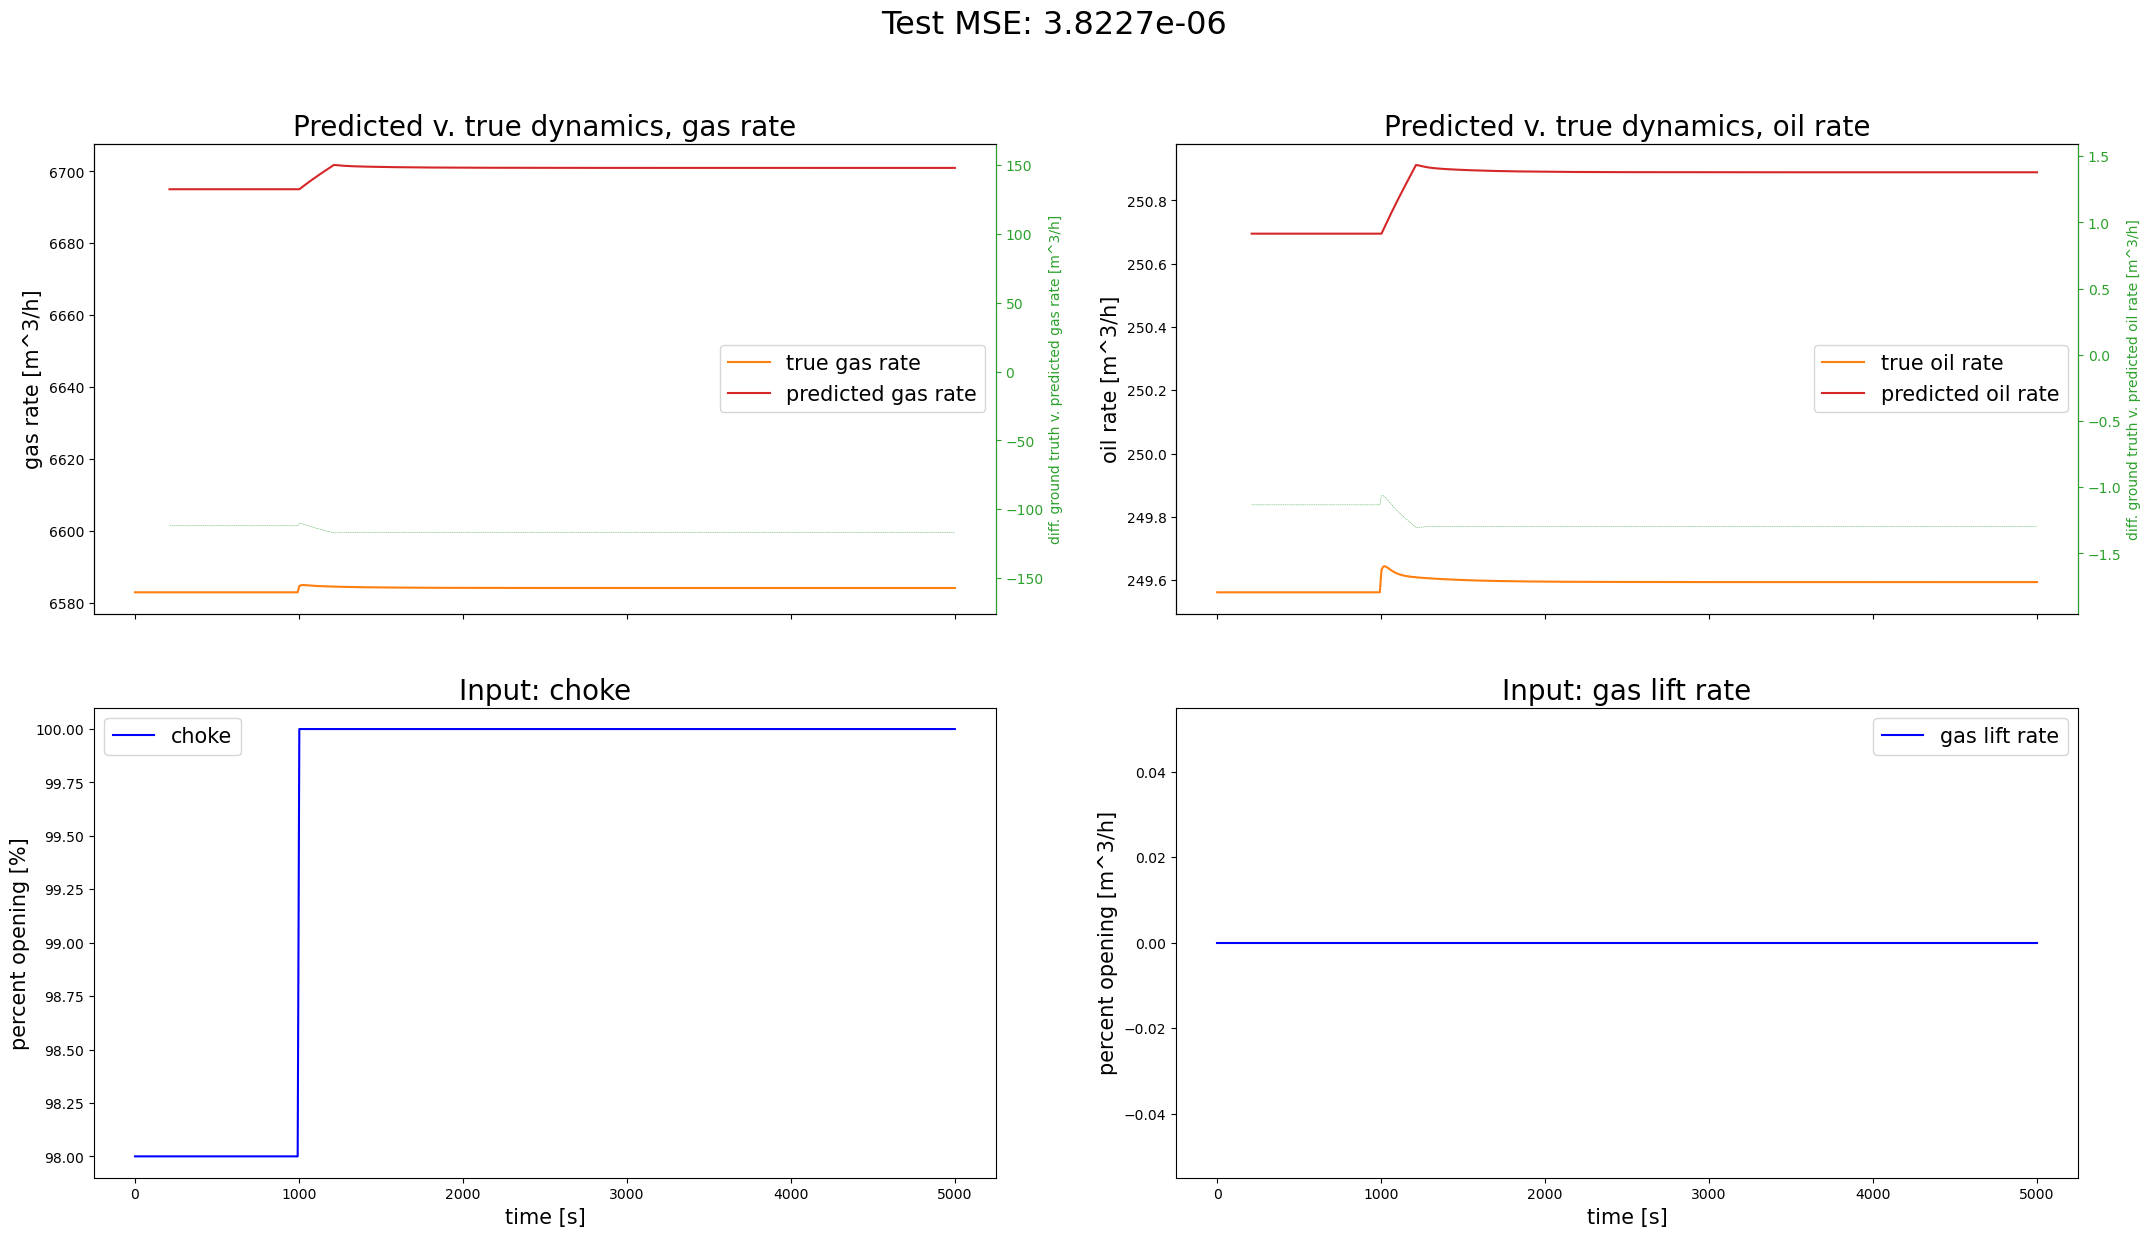 Test MSE: 3.8227e-06
Predicted v. true dynamics, gas rate
6700
6680
6660
6640
6620
6600
6580
gas rate [m^3/h]
true gas rate
predicted gas rate
150
100
50
0
−50
−100
−150
diff. ground truth v. predicted gas rate [m^3/h]
Predicted v. true dynamics, oil rate
250.8
250.6
250.4
250.2
250.0
249.8
249.6
oil rate [m^3/h]
true oil rate
predicted oil rate
1.5
1.0
0.5
0.0
−0.5
−1.0
−1.5
diff. ground truth v. predicted oil rate [m^3/h]
Input: choke
choke
100.00
99.75
99.50
99.25
99.00
98.75
98.50
98.25
98.00
percent opening [%]
0 1000 2000 3000 4000 5000
time [s]
Input: gas lift rate
gas lift rate
0.04
0.02
0.00
−0.02
−0.04
percent opening [m^3/h]
0 1000 2000 3000 4000 5000
time [s]